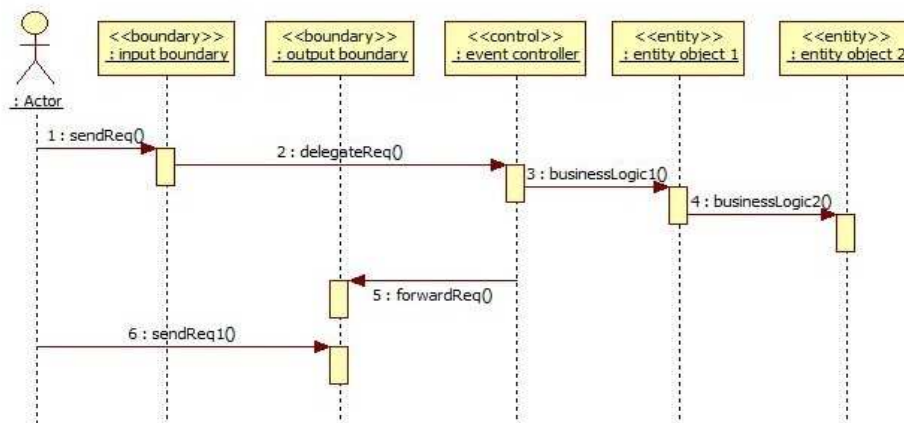 <<boundary>>
: input boundary
<<boundary>>
: output boundary
<<control>>
: event controller
<<entity>>
: entity object 1
<<entity>>
: entity object 2
: Actor
1 : sendReq()
2 : delegateReq()
3 : businessLogic1()
4 : businessLogic2()
5 : forwardReq()
6 : sendReq1()